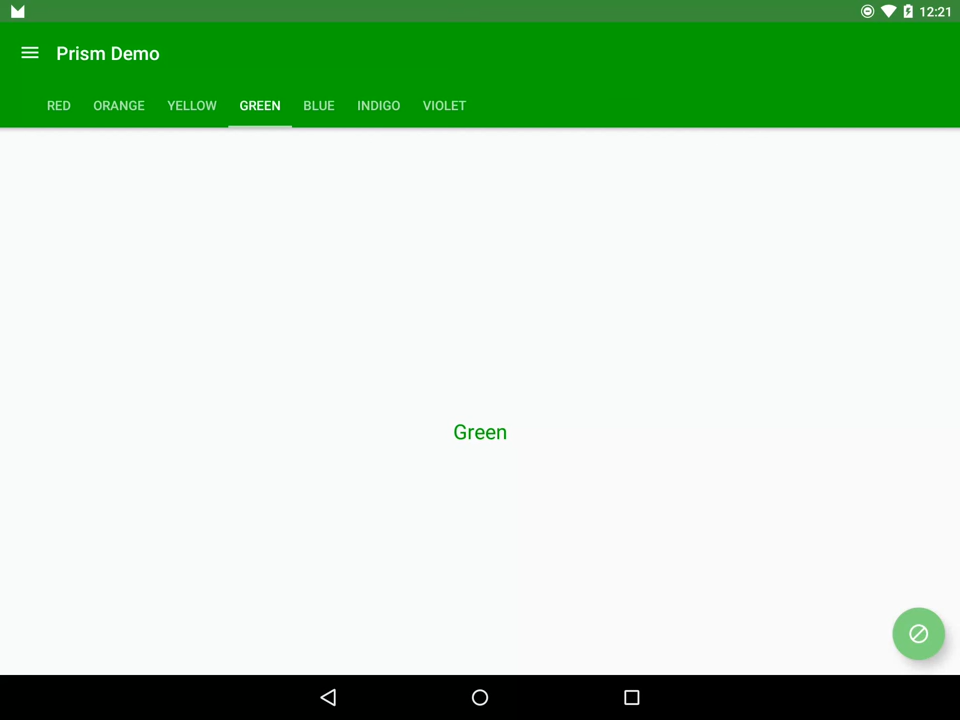 12:21
Prism Demo
RED ORANGE YELLOW GREEN BLUE INDIGO VIOLET
Green